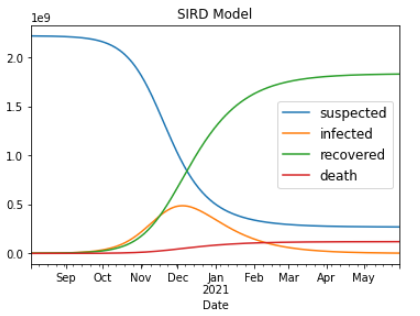 SIRD Model
1e9
2.0
1.5
1.0
0.5
0.0
suspected
infected
recovered
death
Sep Oct Nov Dec Jan Feb Mar Apr May
2021
Date